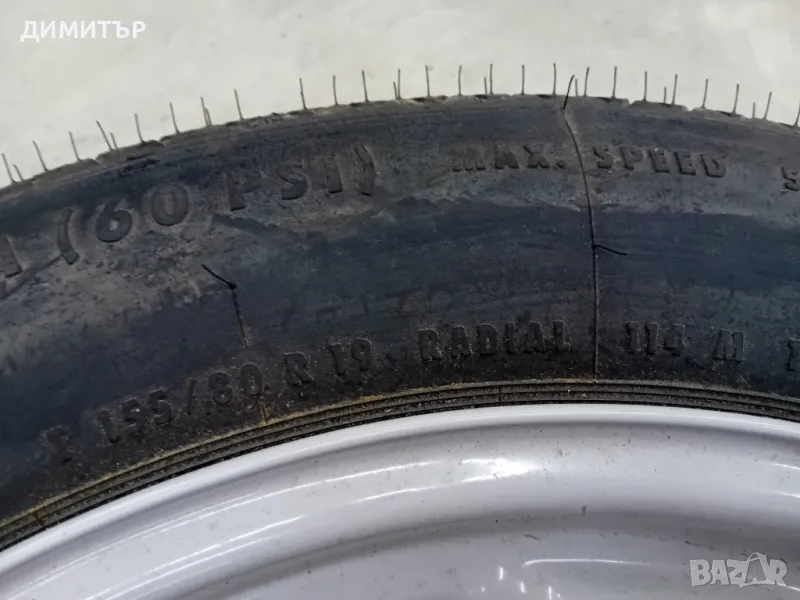 ДИМИТЪР
(60 PSI) MAX. SPEED
T 155/80 R 19 RADIAL 114 M
BAZAR